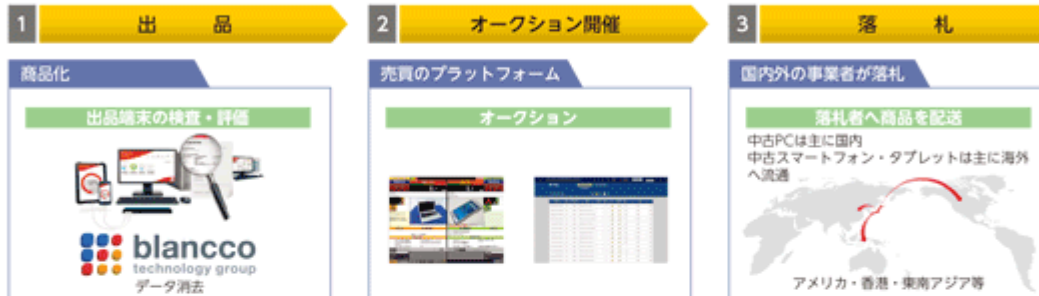 1
出 品
2
オークション開催
3
落 札
商品化
出品端末の検査・評価
blancco
technology group
データ消去
売買のプラットフォーム
オークション
国内外の事業者が落札
落札者へ商品を配送
中古PCは主に国内
中古スマートフォン・タブレットは主に海外
へ流通
アメリカ・香港・東南アジア等